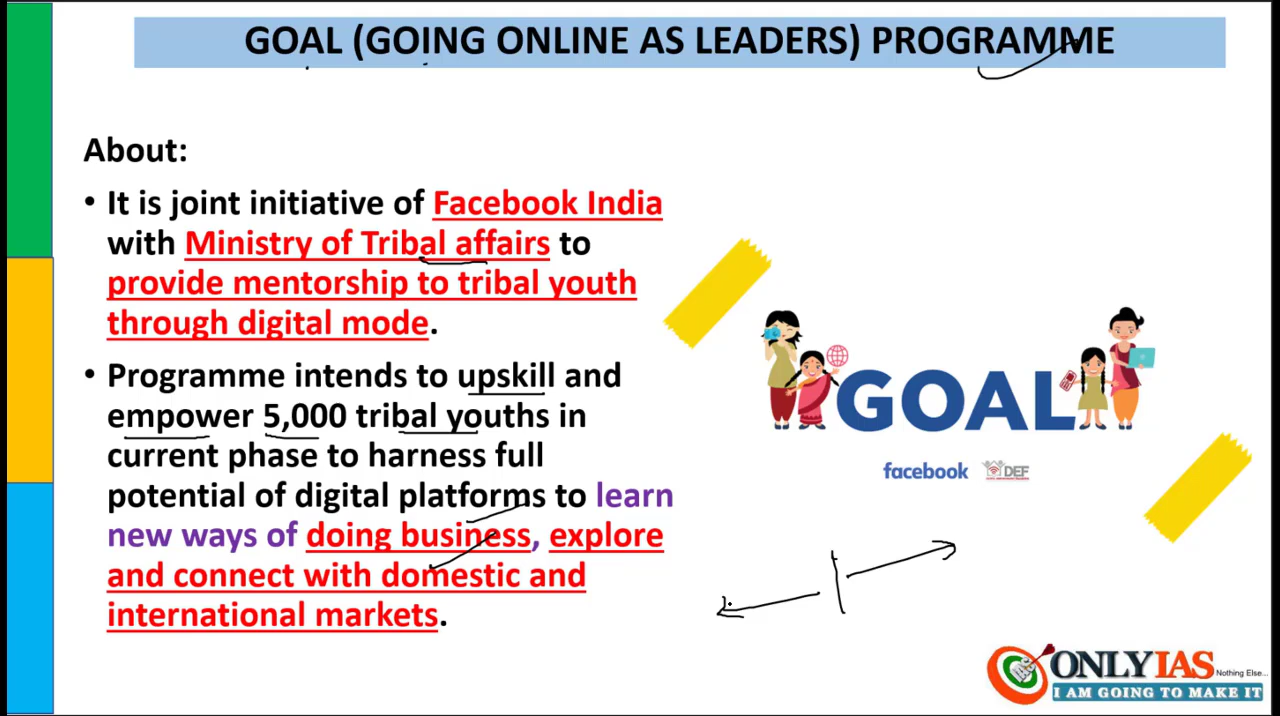 GOAL (GOING ONLINE AS LEADERS) PROGRAMME
About:
• It is joint initiative of Facebook India
with Ministry of Tribal affairs to
provide mentorship to tribal youth
through digital mode.
• Programme intends to upskill and
empower 5,000 tribal youths in
current phase to harness full
potential of digital platforms to learn
new ways of doing business, explore
and connect with domestic and
international markets.
GOAL
facebook DEF
ONLYIAS
Nothing Else...
I AM GOING TO MAKE IT